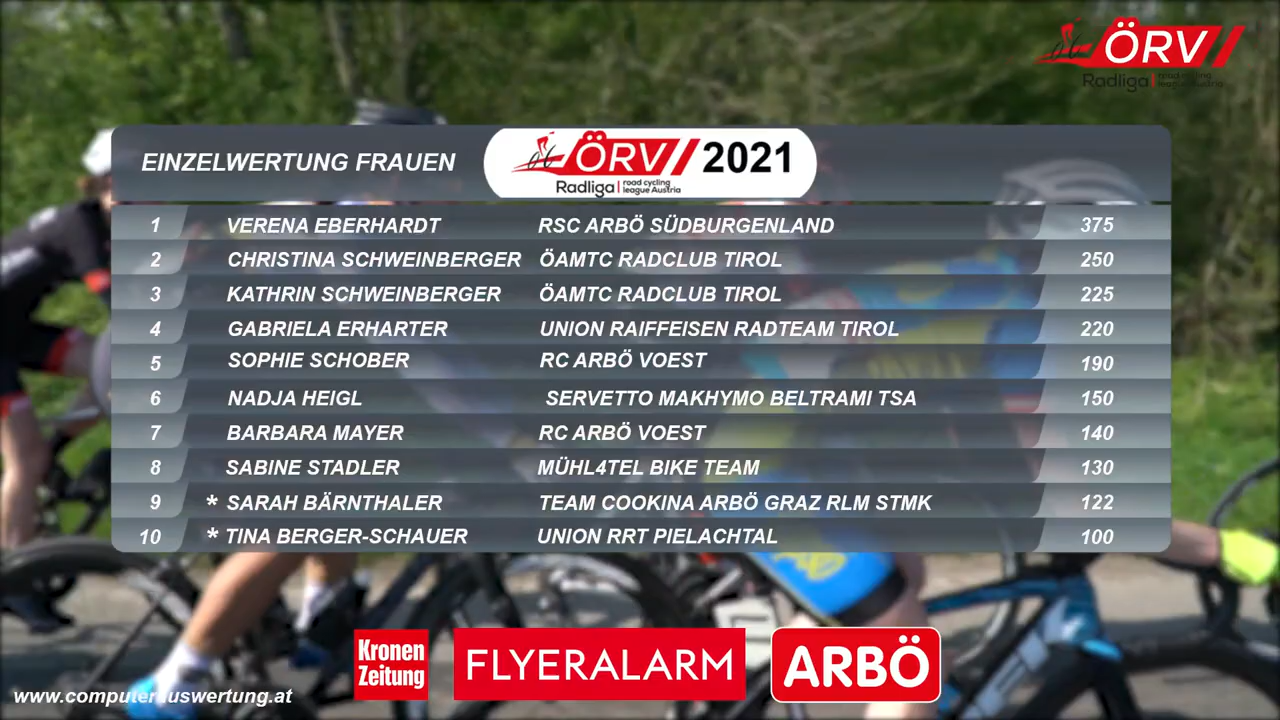 ÖRV
Radliga road cycling league Austria
EINZELWERTUNG FRAUEN
ÖRV 2021
Radliga road cycling league Austria
1 VERENA EBERHARDT RSC ARBÖ SÜDBURGENLAND 375
2 CHRISTINA SCHWEINBERGER ÖAMTC RADCLUB TIROL 250
3 KATHRIN SCHWEINBERGER ÖAMTC RADCLUB TIROL 225
4 GABRIELA ERHARTER UNION RAIFFEISEN RADTEAM TIROL 220
5 SOPHIE SCHOBER RC ARBÖ VOEST 190
6 NADJA HEIGL SERVETTO MAKHYMO BELTRAMI TSA 150
7 BARBARA MAYER RC ARBÖ VOEST 140
8 SABINE STADLER MÜHL4TEL BIKE TEAM 130
9 * SARAH BÄRNTHALER TEAM COOKINA ARBÖ GRAZ RLM STMK 122
10 * TINA BERGER-SCHAUER UNION RRT PIELACHTAL 100
Kronen Zeitung
FLYERALARM
ARBÖ
www.computerauswertung.at